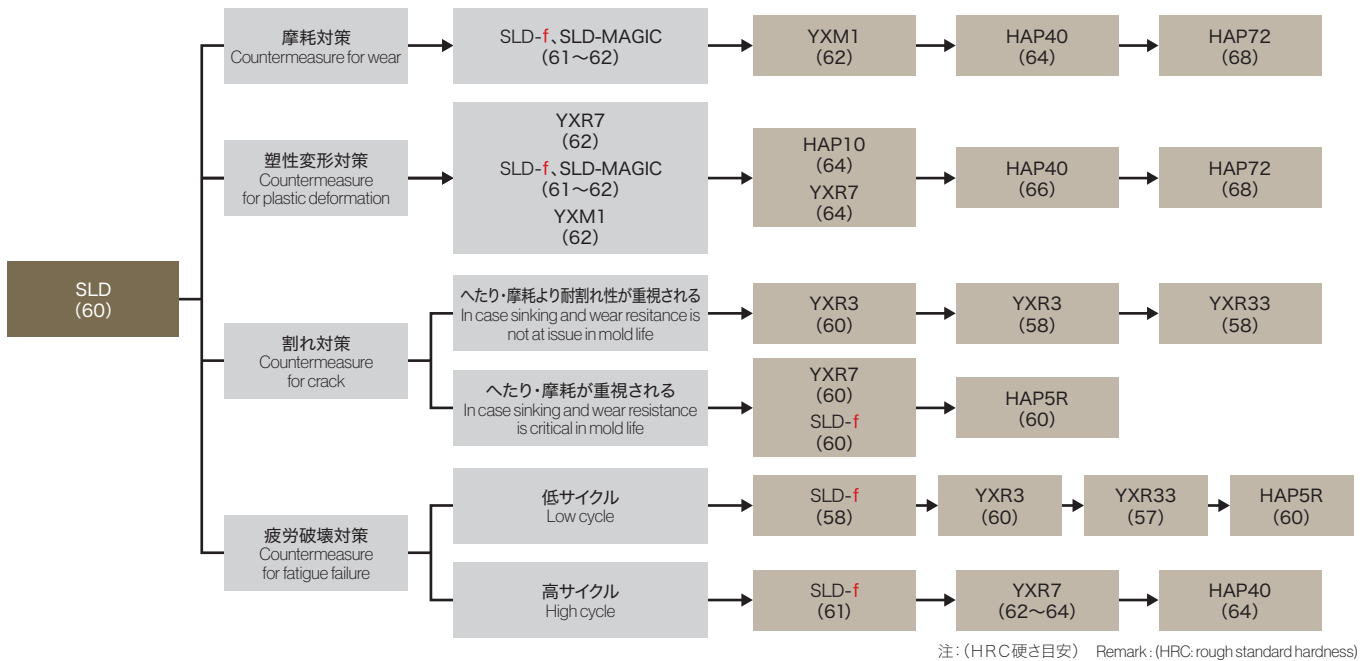 SLD
(60)
摩耗対策
Countermeasure for wear
SLD-f、SLD-MAGIC
(61～62)
YXM1
(62)
HAP40
(64)
HAP72
(68)
塑性変形対策
Countermeasure
for plastic deformation
YXR7
(62)
SLD-f、SLD-MAGIC
(61～62)
YXM1
(62)
HAP10
(64)
YXR7
(64)
HAP40
(66)
HAP72
(68)
割れ対策
Countermeasure
for crack
へたり・摩耗より耐割れ性が重視される
In case sinking and wear resitance is
not at issue in mold life
YXR3
(60)
YXR3
(58)
YXR33
(58)
へたり・摩耗が重視される
In case sinking and wear resistance
is critical in mold life
YXR7
(60)
SLD-f
(60)
HAP5R
(60)
疲労破壊対策
Countermeasure
for fatigue failure
低サイクル
Low cycle
SLD-f
(58)
YXR3
(60)
YXR33
(57)
HAP5R
(60)
高サイクル
High cycle
SLD-f
(61)
YXR7
(62～64)
HAP40
(64)
注：(HRC硬さ目安) Remark : (HRC: rough standard hardness)